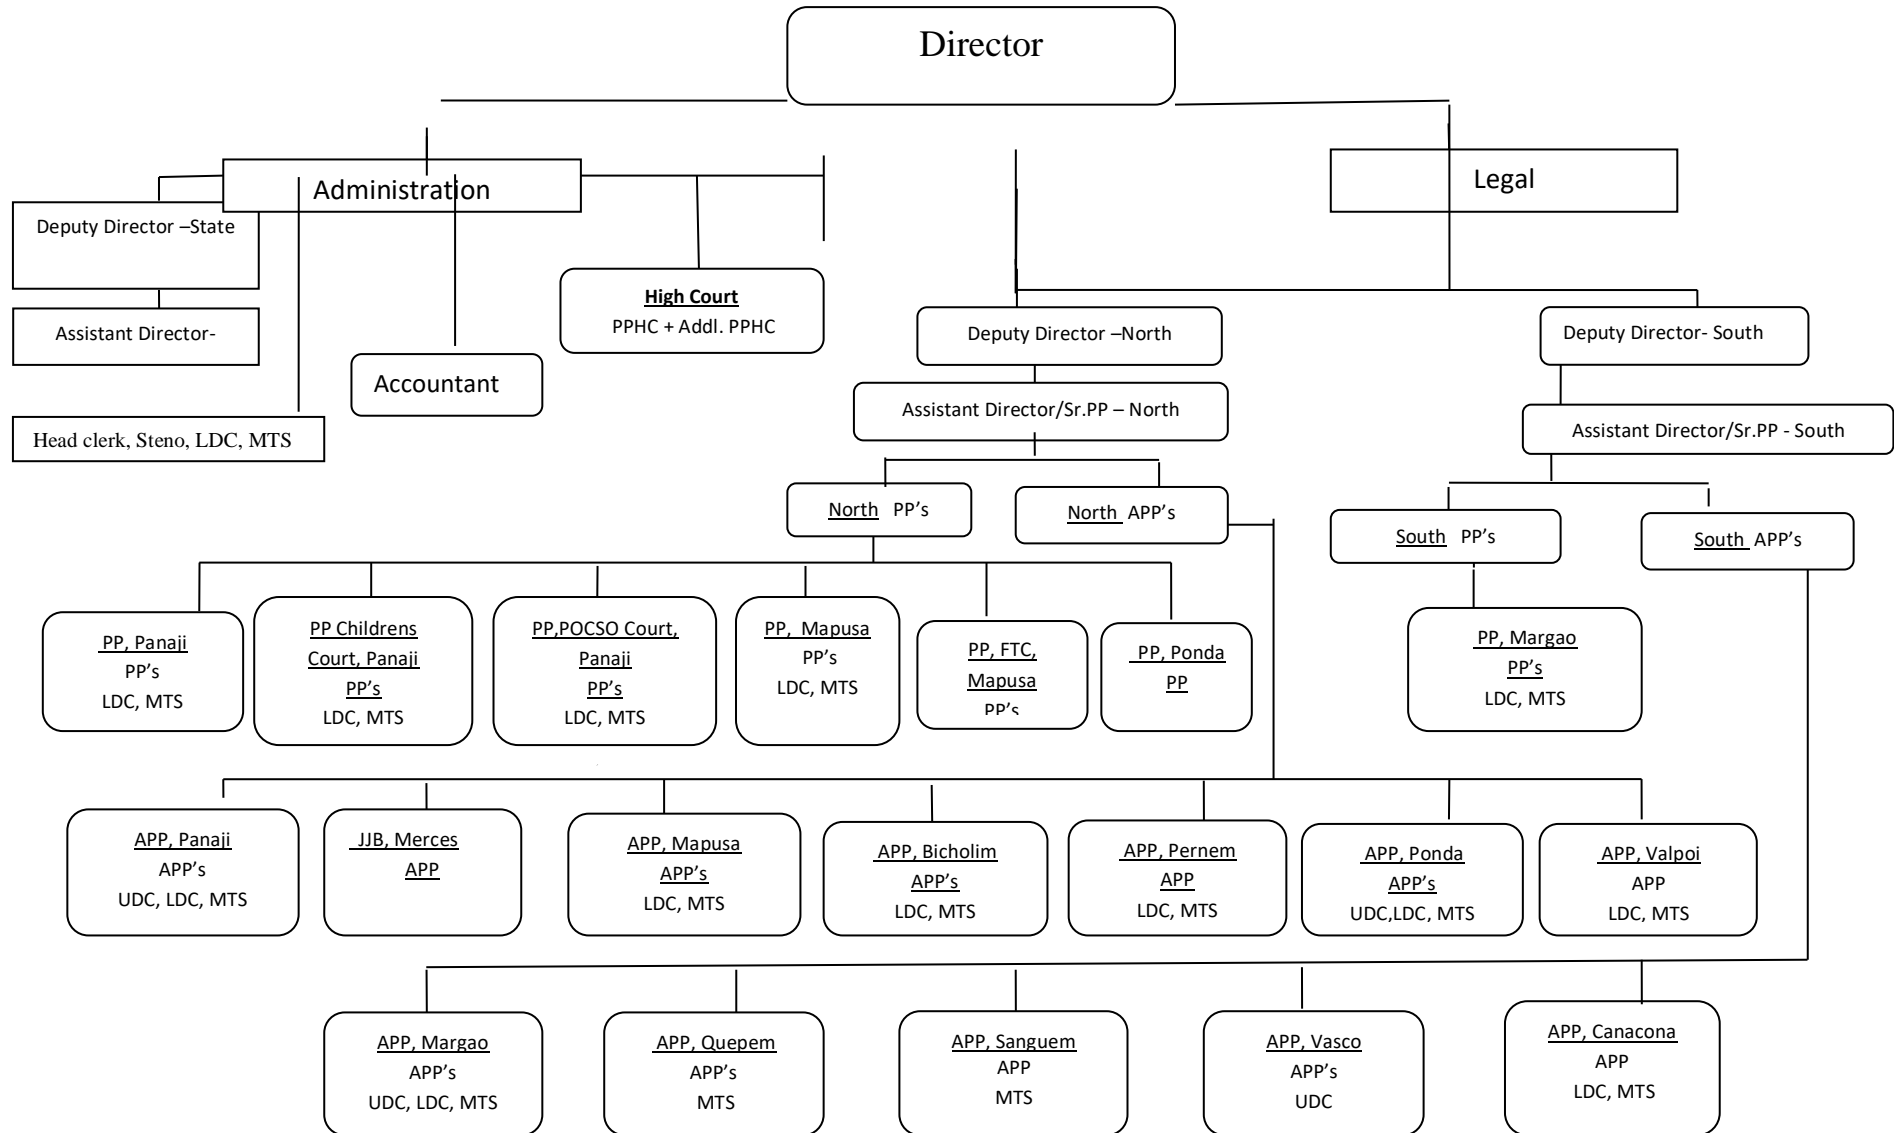 Director
Administration
Legal
Deputy Director –State
Assistant Director-
Head clerk, Steno, LDC, MTS
Accountant
High Court
PPHC + Addl. PPHC
Deputy Director –North
Assistant Director/Sr.PP – North
Deputy Director- South
Assistant Director/Sr.PP - South
North PP’s
North APP’s
South PP’s
South APP’s
PP, Panaji
PP’s
LDC, MTS
PP Childrens
Court, Panaji
PP’s
LDC, MTS
PP,POCSO Court,
Panaji
PP’s
LDC, MTS
PP, Mapusa
PP’s
LDC, MTS
PP, FTC,
Mapusa
PP’s
PP, Ponda
PP
PP, Margao
PP’s
LDC, MTS
APP, Panaji
APP’s
UDC, LDC, MTS
JJB, Merces
APP
APP, Mapusa
APP’s
LDC, MTS
APP, Bicholim
APP’s
LDC, MTS
APP, Pernem
APP
LDC, MTS
APP, Ponda
APP’s
UDC,LDC, MTS
APP, Valpoi
APP
LDC, MTS
APP, Margao
APP’s
UDC, LDC, MTS
APP, Quepem
APP’s
MTS
APP, Sanguem
APP
MTS
APP, Vasco
APP’s
UDC
APP, Canacona
APP
LDC, MTS